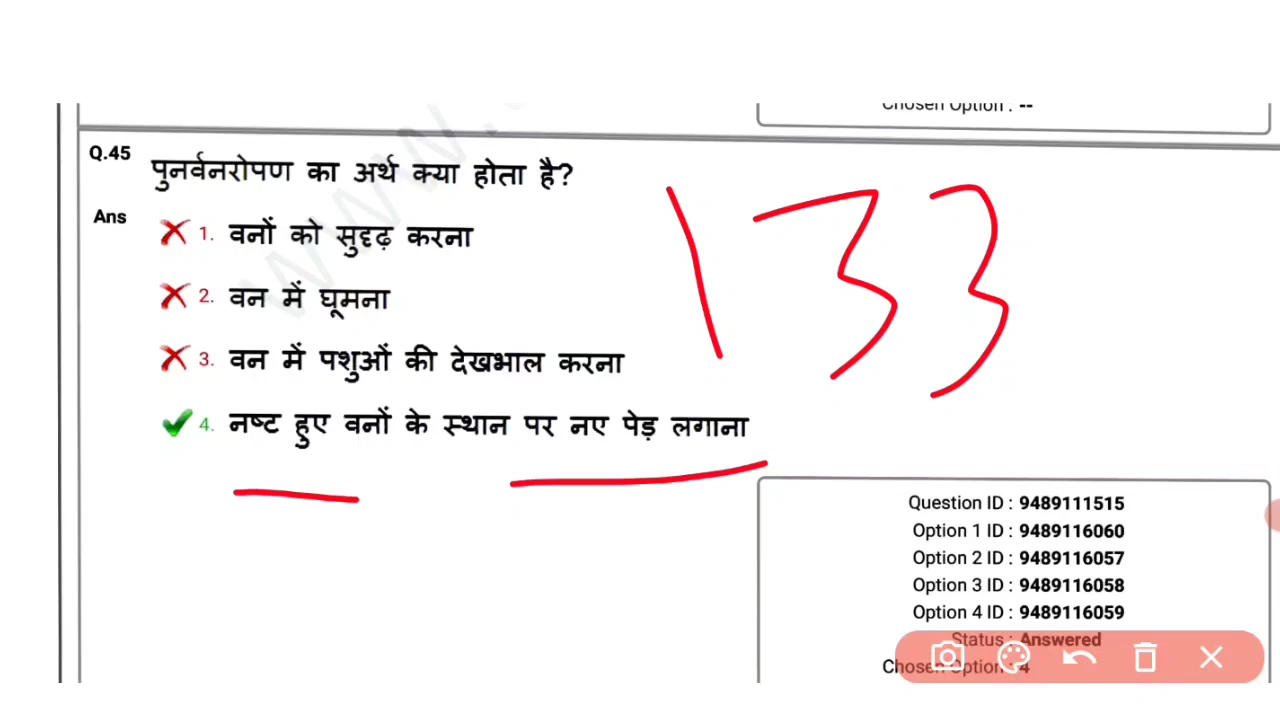 Chosen Option : --
Q.45 पुनर्वनरोपण का अर्थ क्या होता है?
Ans 1. वनों को सुदृढ़ करना
2. वन में घूमना
3. वन में पशुओं की देखभाल करना
4. नष्ट हुए वनों के स्थान पर नए पेड़ लगाना
133
Question ID : 9489111515
Option 1 ID : 9489116060
Option 2 ID : 9489116057
Option 3 ID : 9489116058
Option 4 ID : 9489116059
Status : Answered
Chosen Option : 4
www.